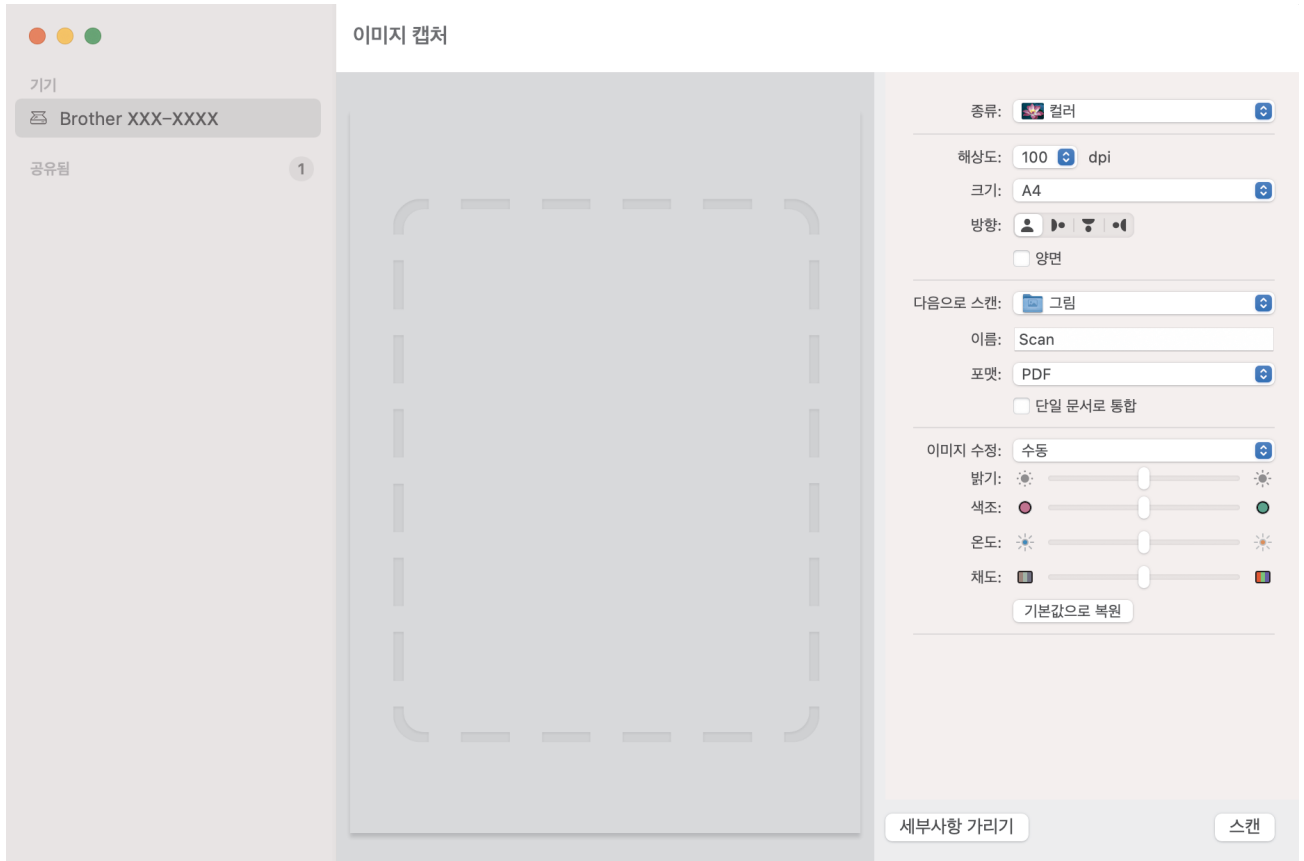 이미지 캡처
기기
Brother XXX-XXXX
공유됨 1
종류: 컬러
해상도: 100 dpi
크기: A4
방향:
양면
다음으로 스캔: 그림
이름: Scan
포맷: PDF
단일 문서로 통합
이미지 수정: 수동
밝기:
색조:
온도:
채도:
기본값으로 복원
세부사항 가리기 스캔